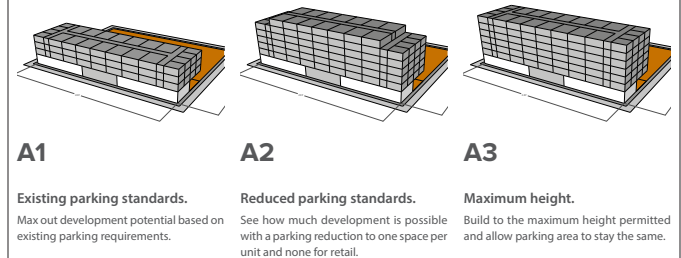 A1
Existing parking standards.
Max out development potential based on
existing parking requirements.
A2
Reduced parking standards.
See how much development is possible
with a parking reduction to one space per
unit and none for retail.
A3
Maximum height.
Build to the maximum height permitted
and allow parking area to stay the same.